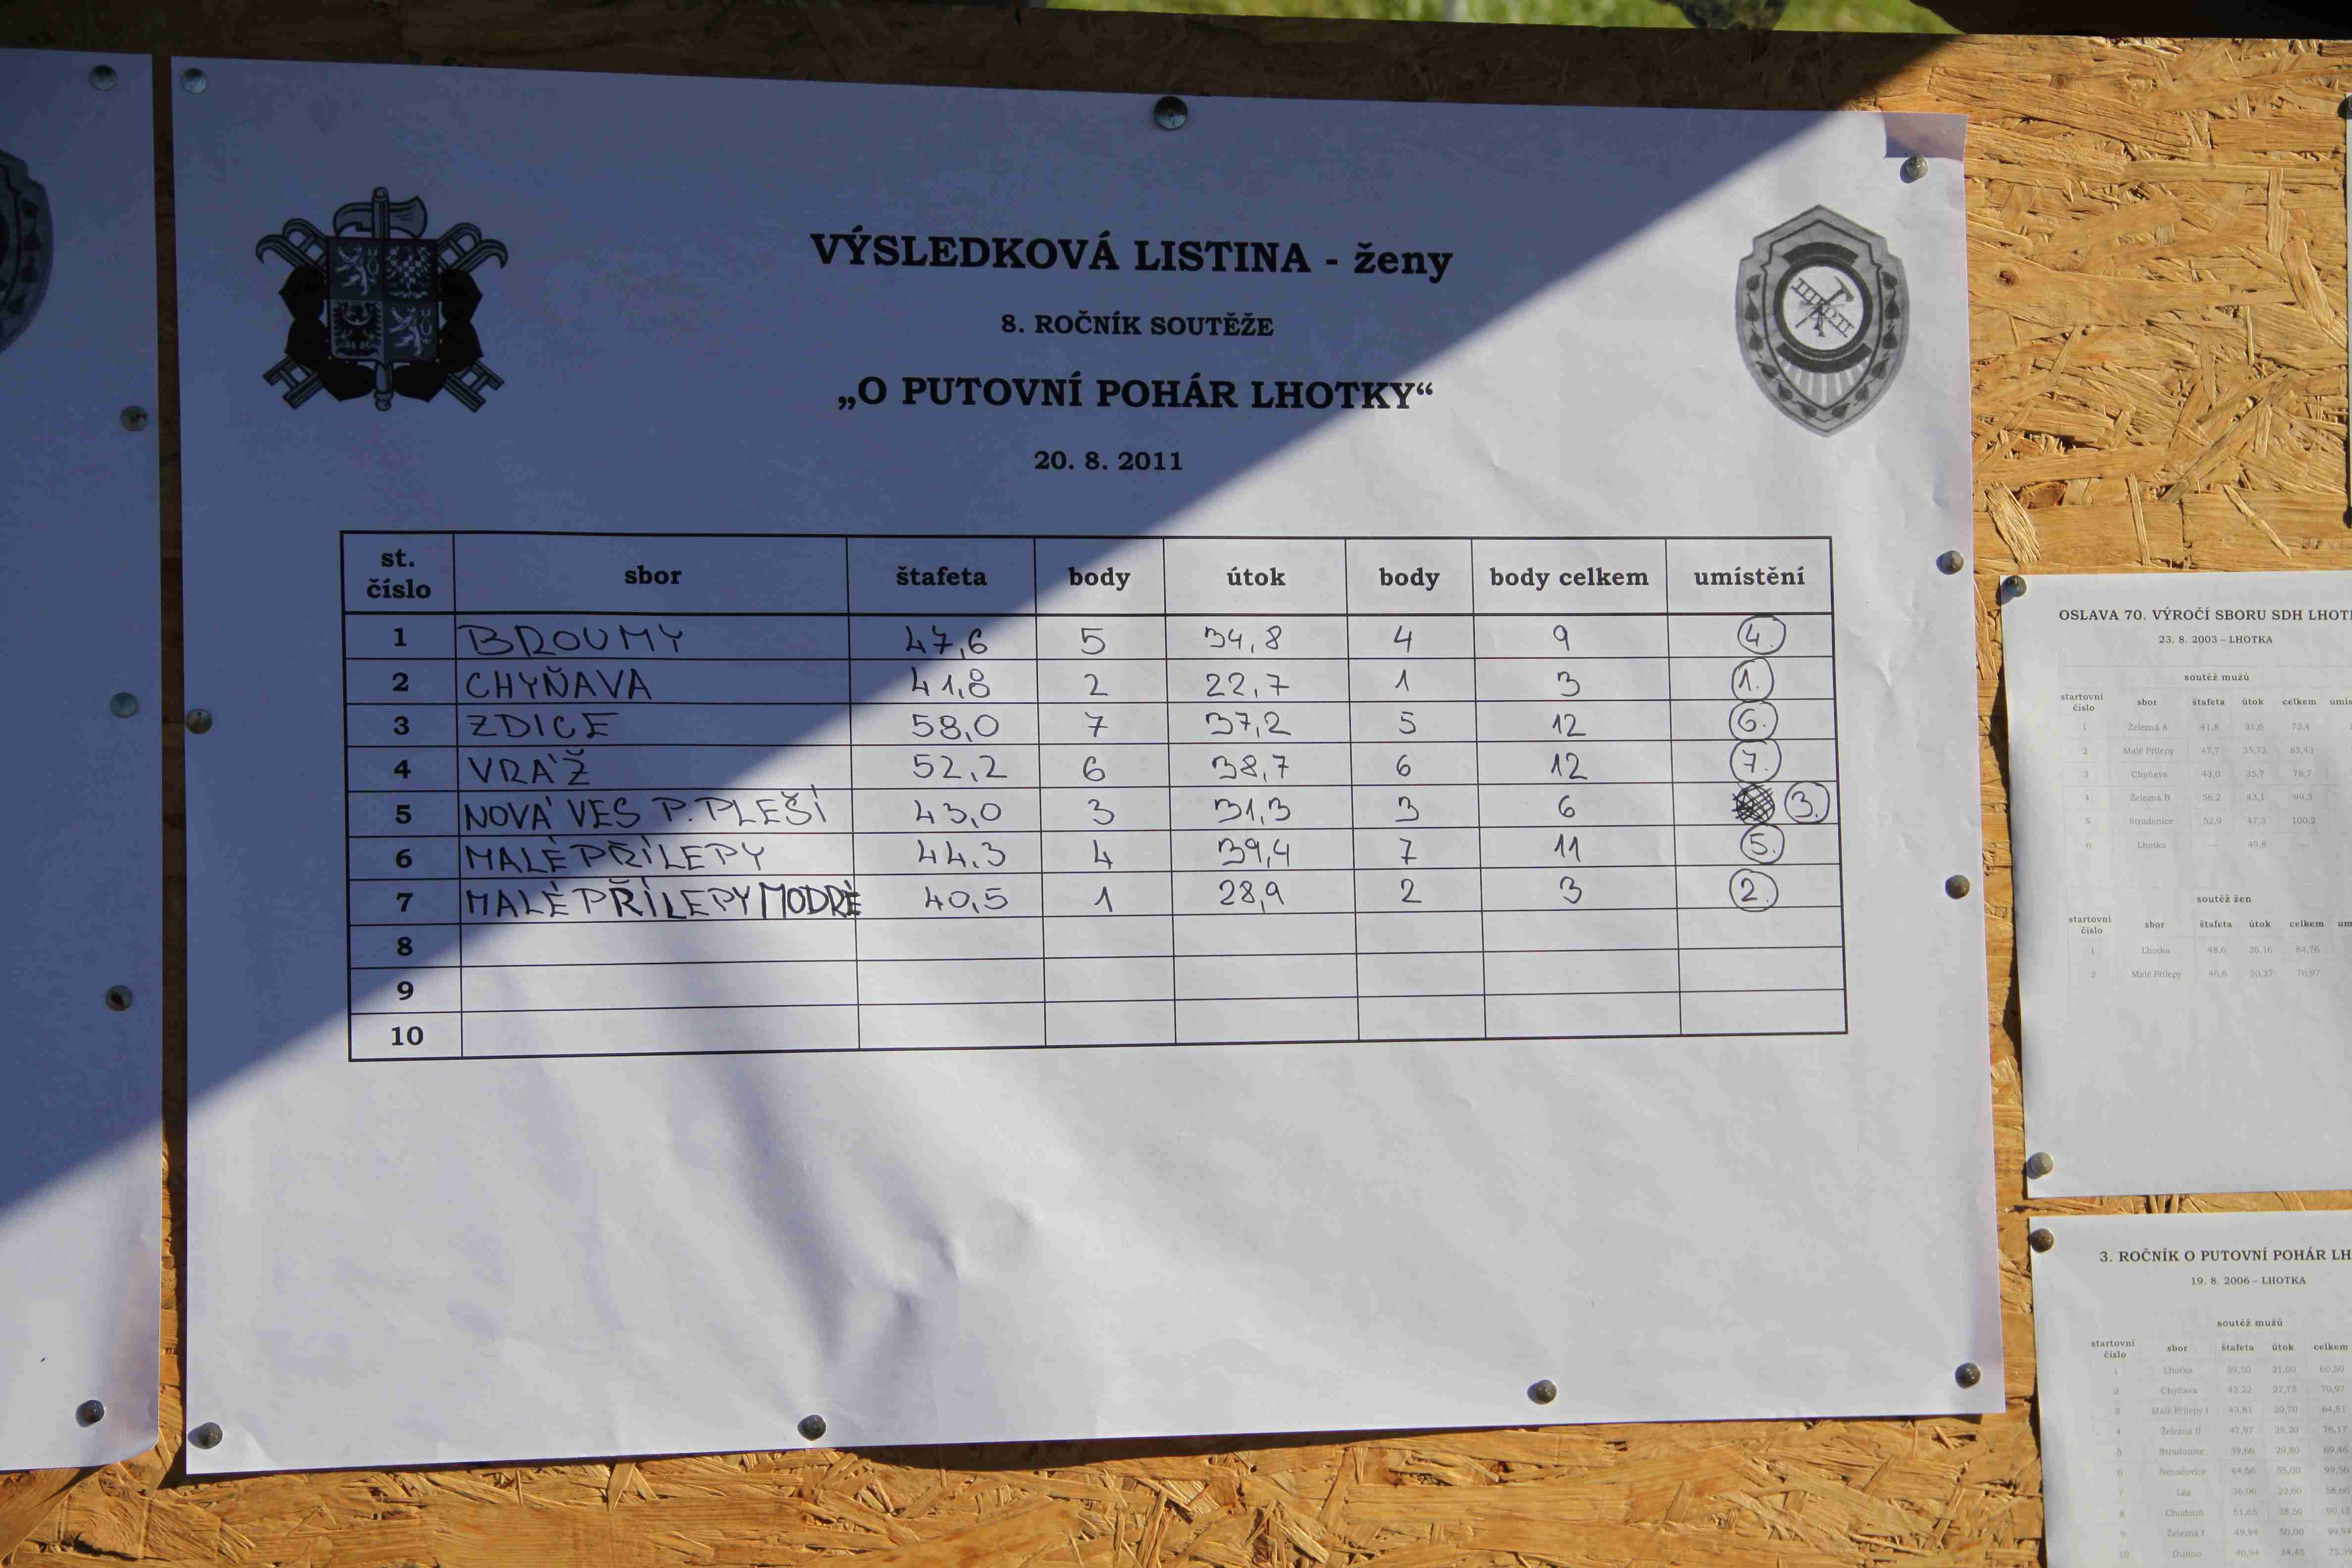 VÝSLEDKOVÁ LISTINA - ženy
8. ROČNÍK SOUTĚŽE
„O PUTOVNÍ POHÁR LHOTKY“
20. 8. 2011
st. číslo sbor štafeta body útok body body celkem umístění
1 BROUMY 47,6 5 34,8 4 9 4.
2 CHYŇAVA 41,8 2 22,7 1 3 1.
3 ZDICE 58,0 7 37,2 5 12 6.
4 VRÁŽ 52,2 6 38,7 6 12 7.
5 NOVÁ VES P. PLEŠÍ 43,0 3 31,3 3 6 3.
6 MALÉ PŘÍLEPY 44,3 4 39,4 7 11 5.
7 MALÉ PŘÍLEPY MODRÉ 40,5 1 28,9 2 3 2.
8
9
10
OSLAVA 70. VÝROČÍ SBORU SDH
23. 8. 2003 – LHOTKA
soutěž mužů
startovní číslo sbor štafeta útok celkem
1 Železná A 41,8 31,6 73,4
2 Malé Přílepy 47,7 35,73 83,43
3 Chyňava 43,0 35,7 78,7
4 Železná B 56,2 43,1 99,3
5 Stradonice 52,9 47,3 100,2
6 Lhotka --- 49,8 ---
soutěž žen
startovní číslo sbor štafeta útok celkem
1 Lhotka 48,6 36,16 84,76
2 Malé Přílepy 46,6 30,37 76,97
3. ROČNÍK O PUTOVNÍ POHÁR
19. 8. 2006 – LHOTKA
soutěž mužů
startovní číslo sbor štafeta útok celkem
1 Lhotka 39,50 21,00 60,50
2 Chyňava 43,22 27,75 70,97
3 Malé Přílepy I 43,81 20,70 64,51
4 Železná II 47,97 28,20 76,17
5 Stradonice 39,66 29,80 69,46
6 Nenačovice 44,56 55,00 99,56
7 Láz 36,06 22,60 58,66
8 Chodouň 51,65 38,50 90,15
9 Železná I 49,94 50,00 99,94
10 Dubno 40,94 34,45